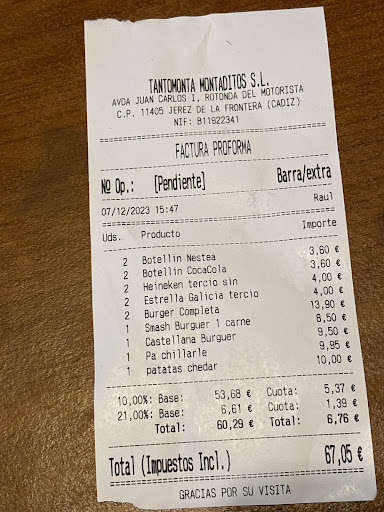 TANTOMONTA MONTADITOS S.L.
AVDA JUAN CARLOS I, ROTONDA DEL MOTORISTA
C.P. 11405 JEREZ DE LA FRONTERA (CADIZ)
NIF: B11922341
FACTURA PROFORMA
Nº Op.: [Pendiente] Barra/extra
07/12/2023 15:47 Raul
Uds. Producto Importe
2 Botellin Nestea 3,60 €
2 Botellin CocaCola 3,60 €
2 Heineken tercio sin 4,00 €
2 Estrella Galicia tercio 4,00 €
2 Burger Completa 13,90 €
1 Smash Burguer 1 carne 8,50 €
1 Castellana Burguer 9,50 €
1 Pa chillarle 9,95 €
1 patatas chedar 10,00 €
10,00%: Base: 53,68 € Cuota: 5,37 €
21,00%: Base: 6,61 € Cuota: 1,39 €
Total: 60,29 € Total: 6,76 €
Total (Impuestos Incl.) 67,05 €
GRACIAS POR SU VISITA